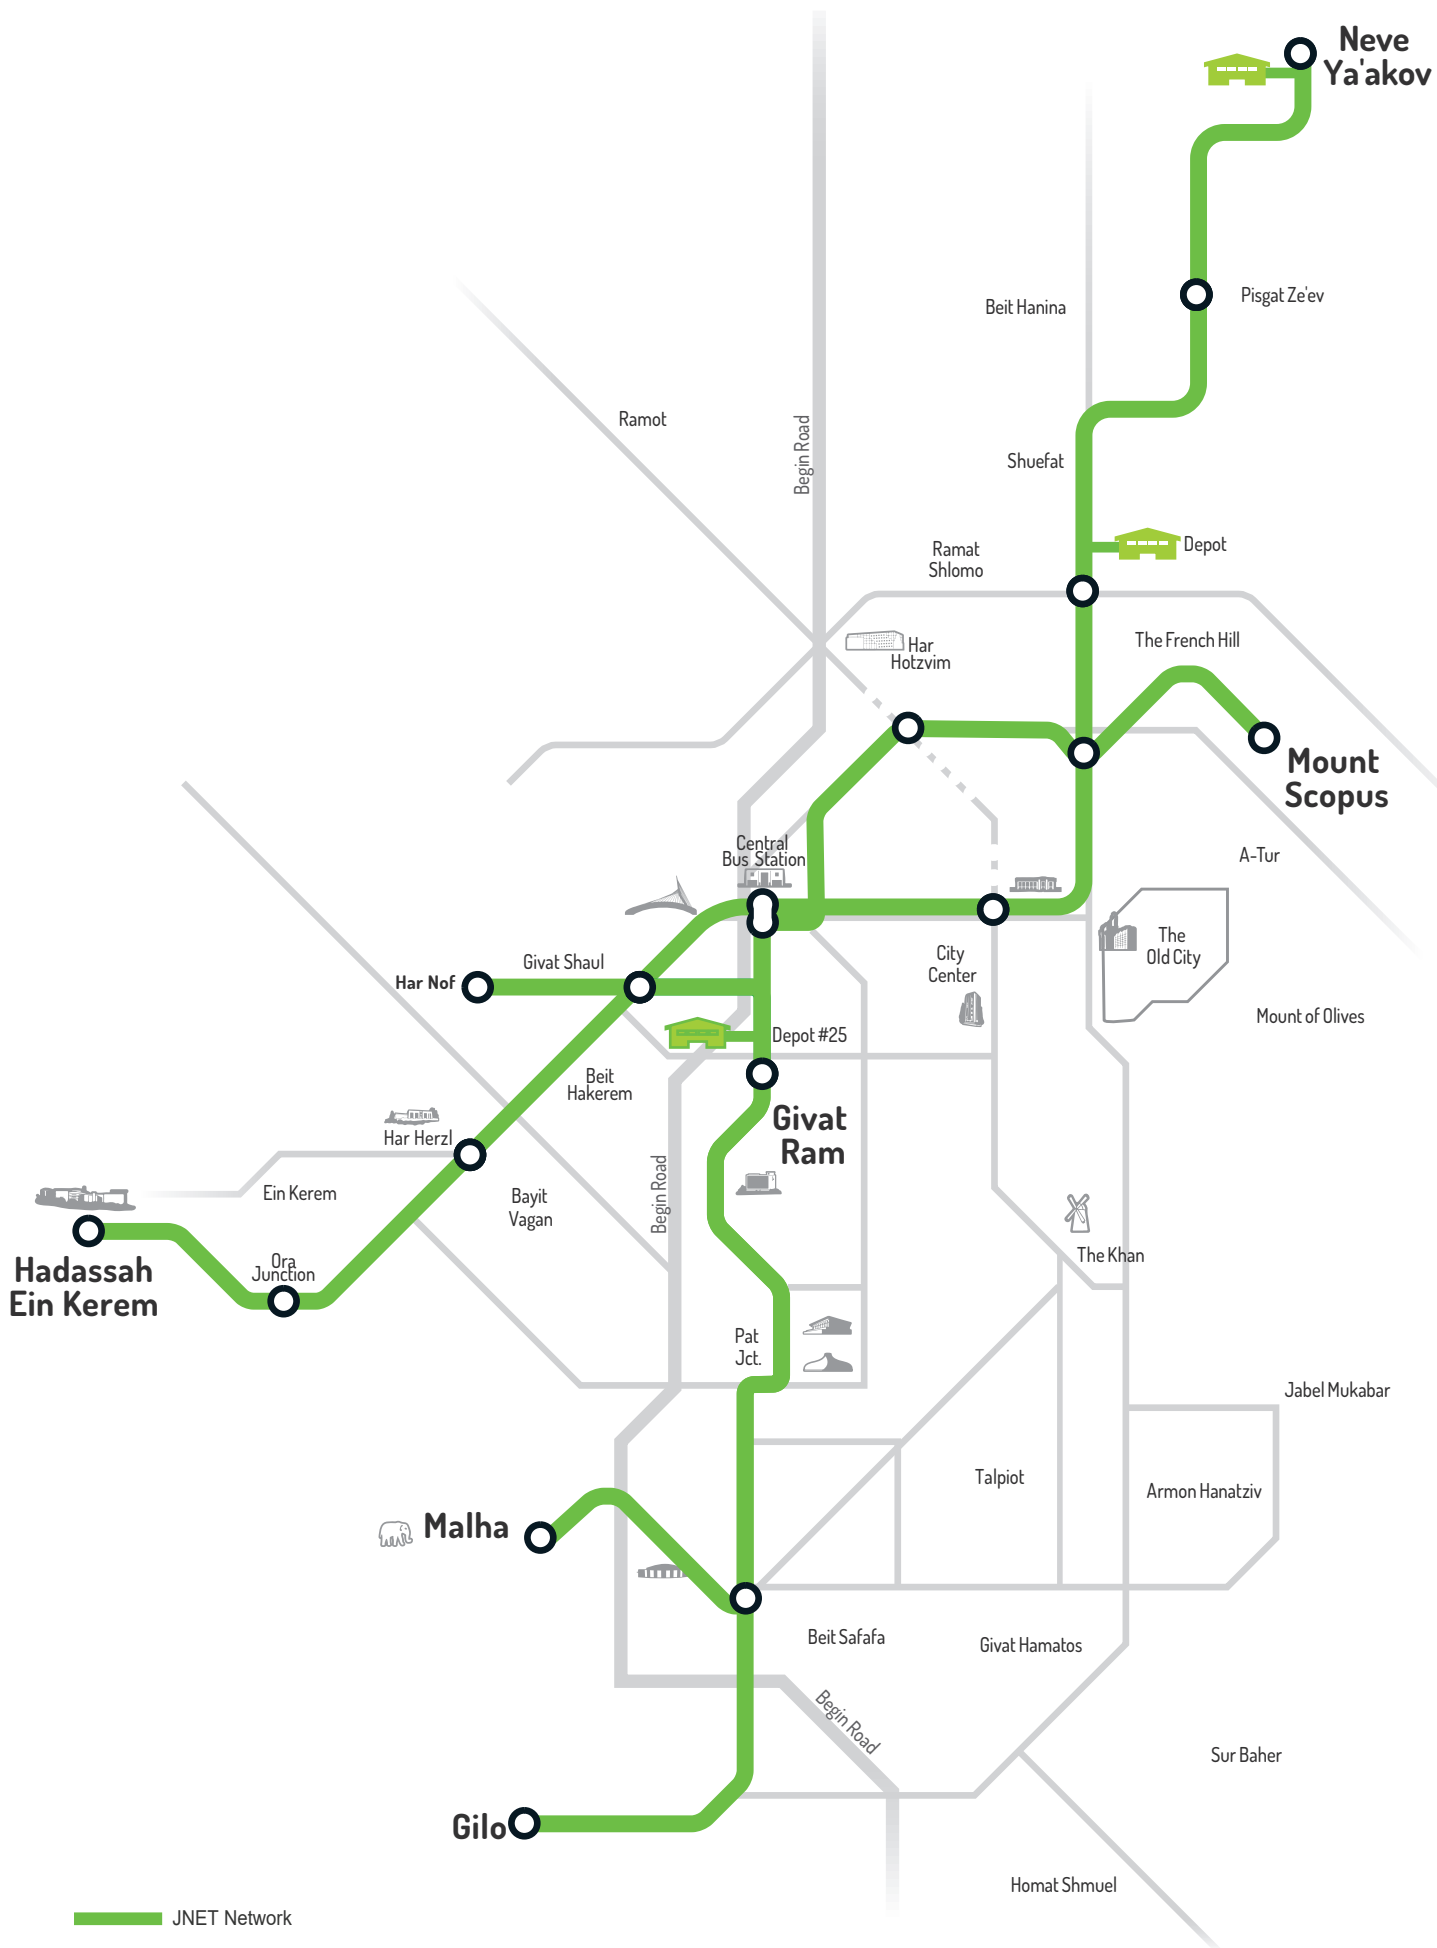 Neve
Ya'akov
Pisgat Ze'ev
Beit Hanina
Ramot
Begin Road
Shuefat
Depot
Ramat
Shlomo
The French Hill
Har
Hotzvim
Mount
Scopus
Central
Bus Station
A-Tur
The
Old City
City
Center
Givat Shaul
Har Nof
Mount of Olives
Depot #25
Beit
Hakerem
Givat
Ram
Har Herzl
Ein Kerem
Bayit
Vagan
Begin Road
The Khan
Ora
Junction
Hadassah
Ein Kerem
Pat
Jct.
Jabel Mukabar
Talpiot
Armon Hanatziv
Malha
Beit Safafa
Givat Hamatos
Begin Road
Sur Baher
Gilo
Homat Shmuel
JNET Network